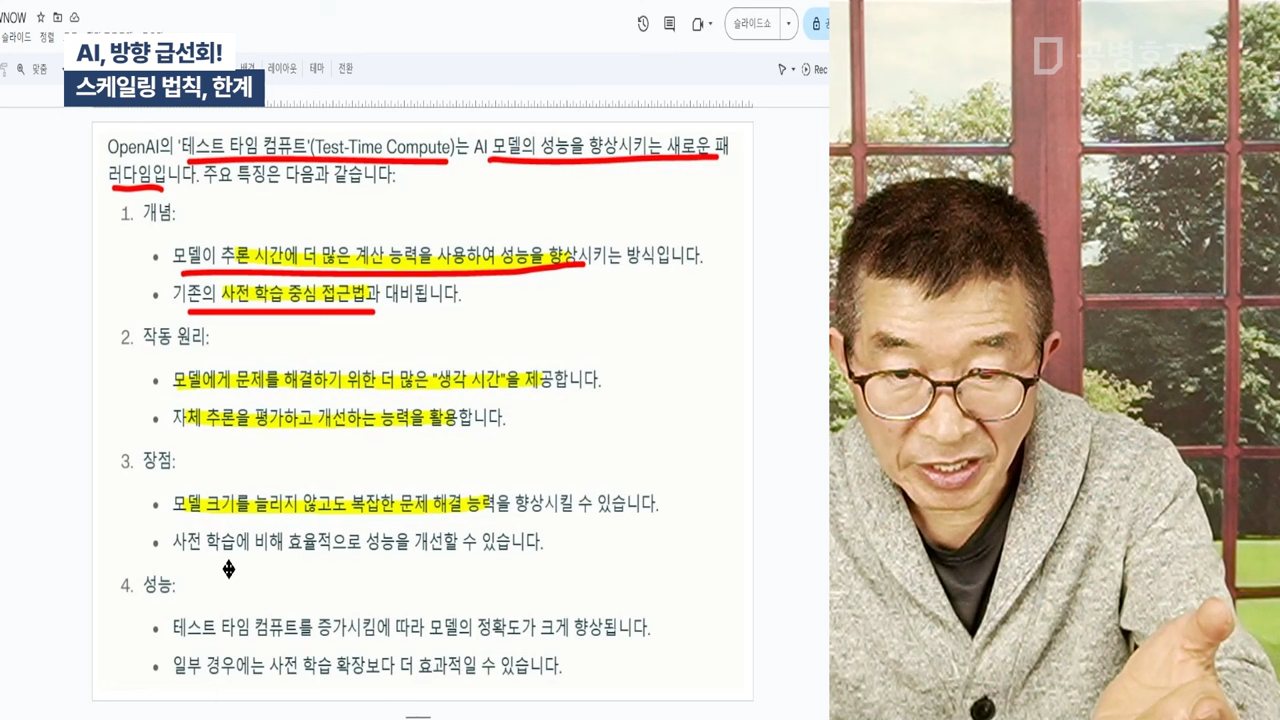 NOW
슬라이드 정렬
AI, 방향 급선회!
스케일링 법칙, 한계
맞춤
배경 레이아웃 테마 전환
슬라이드쇼
Rec
OpenAI의 '테스트 타임 컴퓨트'(Test-Time Compute)는 AI 모델의 성능을 향상시키는 새로운 패
러다임입니다. 주요 특징은 다음과 같습니다:
1. 개념:
• 모델이 추론 시간에 더 많은 계산 능력을 사용하여 성능을 향상시키는 방식입니다.
• 기존의 사전 학습 중심 접근법과 대비됩니다.
2. 작동 원리:
• 모델에게 문제를 해결하기 위한 더 많은 "생각 시간"을 제공합니다.
• 자체 추론을 평가하고 개선하는 능력을 활용합니다.
3. 장점:
• 모델 크기를 늘리지 않고도 복잡한 문제 해결 능력을 향상시킬 수 있습니다.
• 사전 학습에 비해 효율적으로 성능을 개선할 수 있습니다.
4. 성능:
• 테스트 타임 컴퓨트를 증가시킴에 따라 모델의 정확도가 크게 향상됩니다.
• 일부 경우에는 사전 학습 확장보다 더 효과적일 수 있습니다.